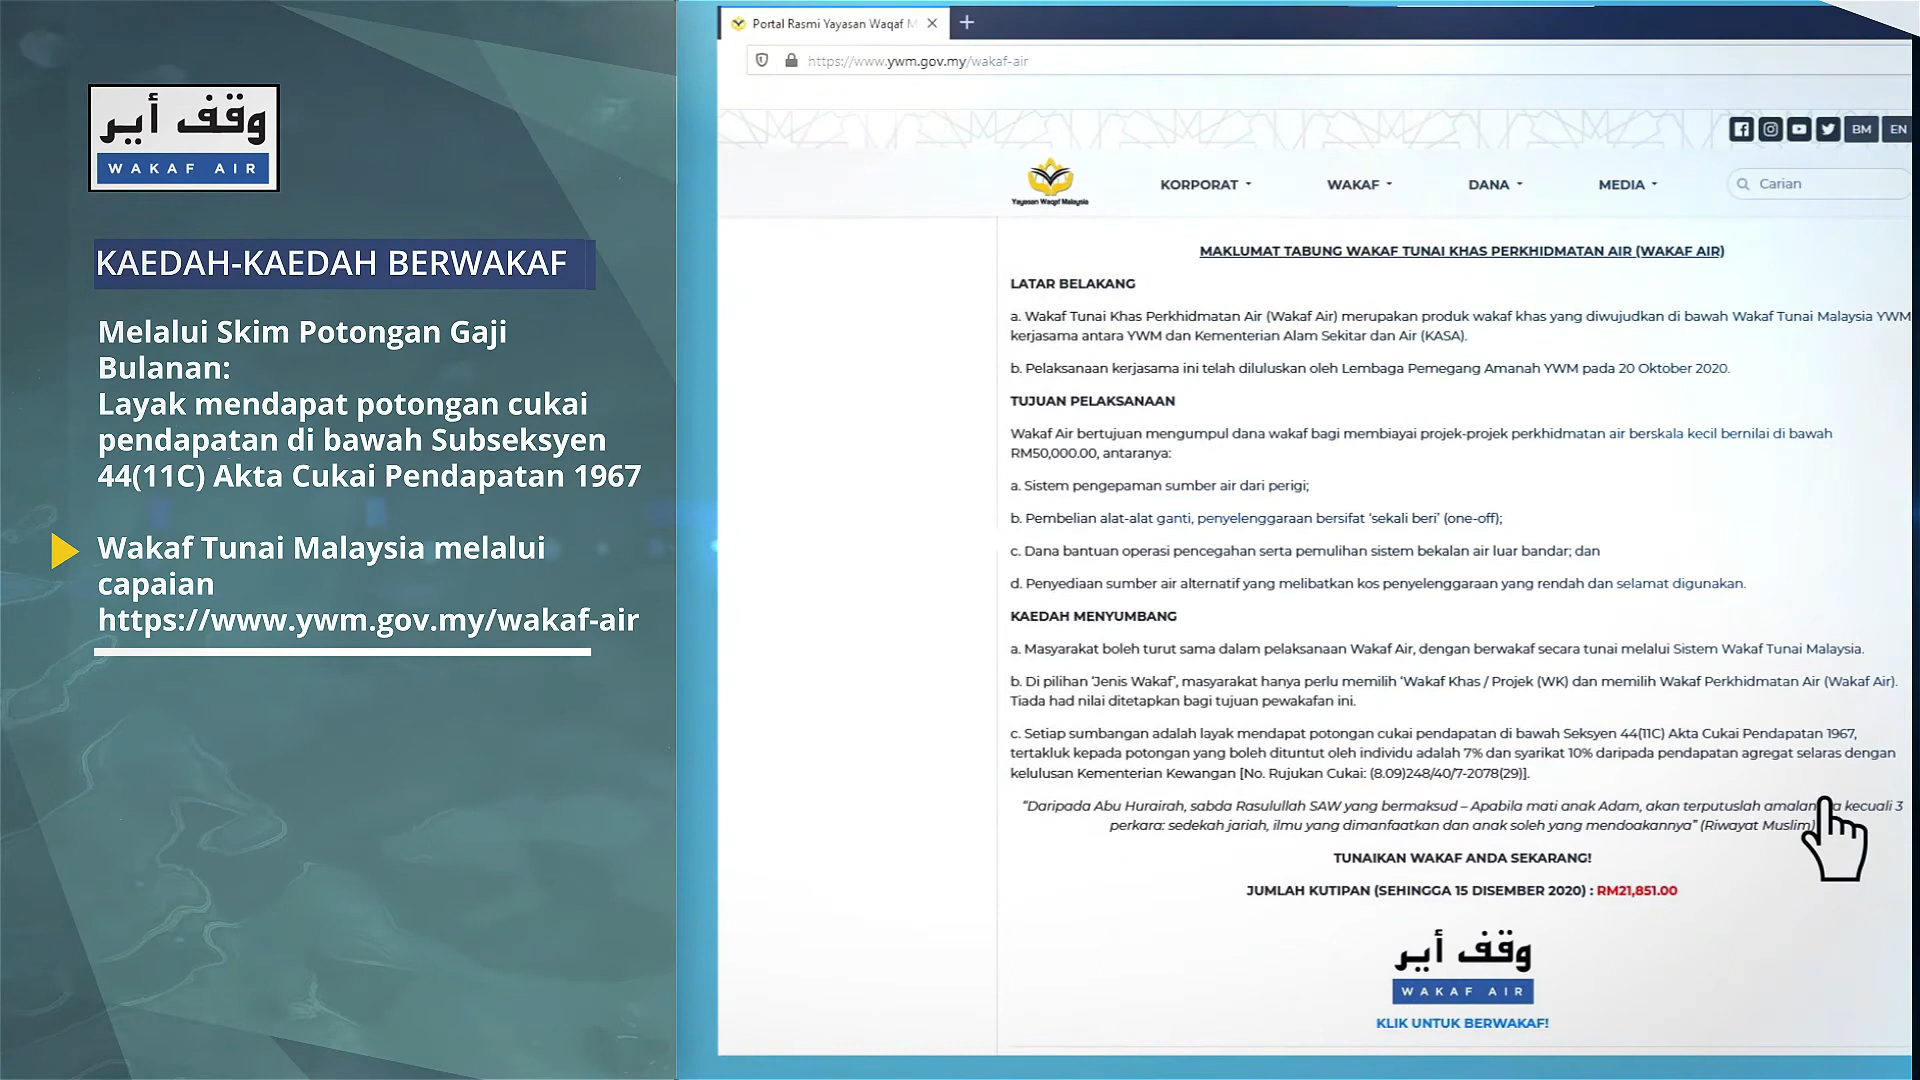 وقف أير
WAKAF AIR
KAEDAH-KAEDAH BERWAKAF
Melalui Skim Potongan Gaji
Bulanan:
Layak mendapat potongan cukai
pendapatan di bawah Subseksyen
44(11C) Akta Cukai Pendapatan 1967
Wakaf Tunai Malaysia melalui
capaian
https://www.ywm.gov.my/wakaf-air
Portal Rasmi Yayasan Waqaf M
https://www.ywm.gov.my/wakaf-air
BM EN
Yayasan Waqaf Malaysia
KORPORAT WAKAF DANA MEDIA Carian
MAKLUMAT TABUNG WAKAF TUNAI KHAS PERKHIDMATAN AIR (WAKAF AIR)
LATAR BELAKANG
a. Wakaf Tunai Khas Perkhidmatan Air (Wakaf Air) merupakan produk wakaf khas yang diwujudkan di bawah Wakaf Tunai Malaysia YWM
kerjasama antara YWM dan Kementerian Alam Sekitar dan Air (KASA).
b. Pelaksanaan kerjasama ini telah diluluskan oleh Lembaga Pemegang Amanah YWM pada 20 Oktober 2020.
TUJUAN PELAKSANAAN
Wakaf Air bertujuan mengumpul dana wakaf bagi membiayai projek-projek perkhidmatan air berskala kecil bernilai di bawah
RM50,000.00, antaranya:
a. Sistem pengepaman sumber air dari perigi;
b. Pembelian alat-alat ganti, penyelenggaraan bersifat ‘sekali beri’ (one-off);
c. Dana bantuan operasi pencegahan serta pemulihan sistem bekalan air luar bandar; dan
d. Penyediaan sumber air alternatif yang melibatkan kos penyelenggaraan yang rendah dan selamat digunakan.
KAEDAH MENYUMBANG
a. Masyarakat boleh turut sama dalam pelaksanaan Wakaf Air, dengan berwakaf secara tunai melalui Sistem Wakaf Tunai Malaysia.
b. Di pilihan ‘Jenis Wakaf’, masyarakat hanya perlu memilih ‘Wakaf Khas / Projek (WK) dan memilih Wakaf Perkhidmatan Air (Wakaf Air).
Tiada had nilai ditetapkan bagi tujuan pewakafan ini.
c. Setiap sumbangan adalah layak mendapat potongan cukai pendapatan di bawah Seksyen 44(11C) Akta Cukai Pendapatan 1967,
tertakluk kepada potongan yang boleh dituntut oleh individu adalah 7% dan syarikat 10% daripada pendapatan agregat selaras dengan
kelulusan Kementerian Kewangan [No. Rujukan Cukai: (8.09)248/40/7-2078(29)].
“Daripada Abu Hurairah, sabda Rasulullah SAW yang bermaksud – Apabila mati anak Adam, akan terputuslah kecuali 3
perkara: sedekah jariah, ilmu yang dimanfaatkan dan anak soleh yang mendoakannya” (Riwayat Muslim)
TUNAIKAN WAKAF ANDA SEKARANG!
JUMLAH KUTIPAN (SEHINGGA 15 DISEMBER 2020) : RM21,851.00
وقف أير
WAKAF AIR
KLIK UNTUK BERWAKAF!